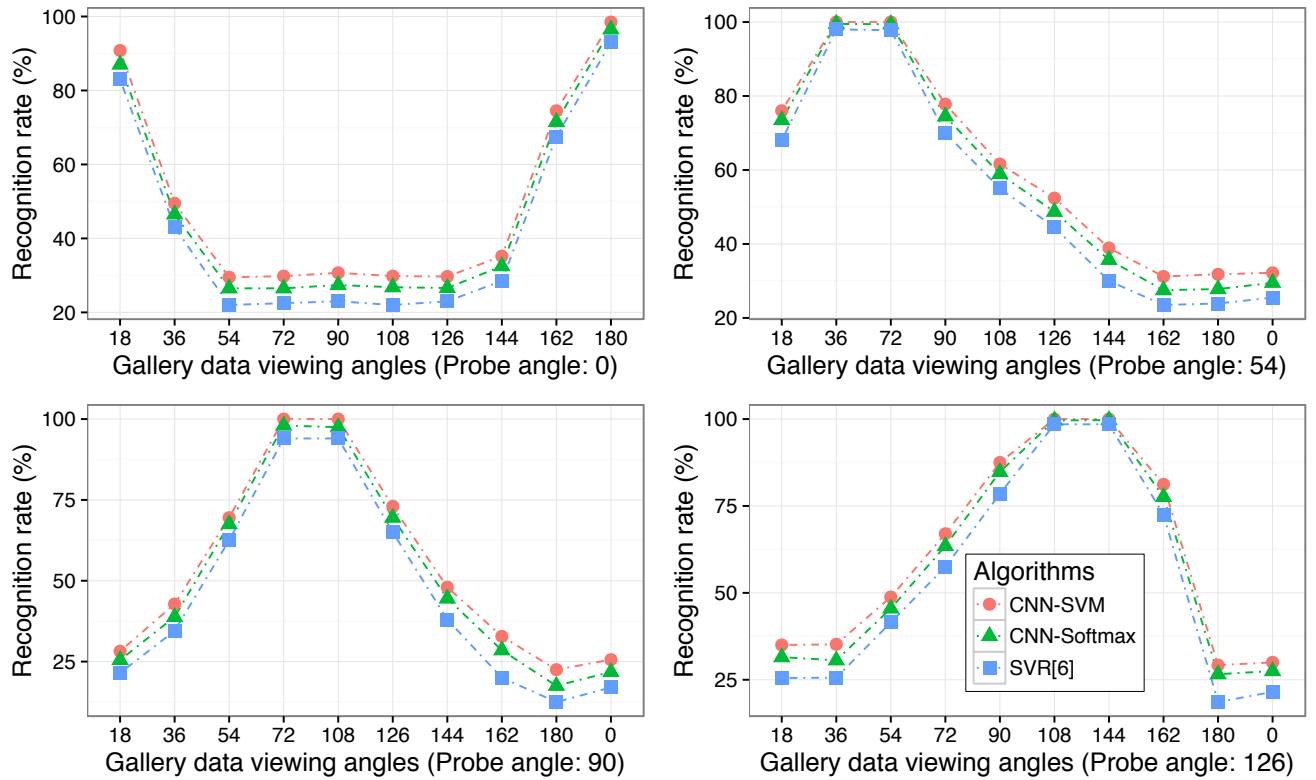 Recognition rate (%)
100
80
60
40
20
18 36 54 72 90 108 126 144 162 180
Gallery data viewing angles (Probe angle: 0)
Recognition rate (%)
100
80
60
40
20
18 36 72 90 108 126 144 162 180 0
Gallery data viewing angles (Probe angle: 54)
Recognition rate (%)
100
75
50
25
18 36 54 72 108 126 144 162 180 0
Gallery data viewing angles (Probe angle: 90)
Recognition rate (%)
100
75
50
25
Algorithms
CNN-SVM
CNN-Softmax
SVR[6]
18 36 54 72 90 108 144 162 180 0
Gallery data viewing angles (Probe angle: 126)